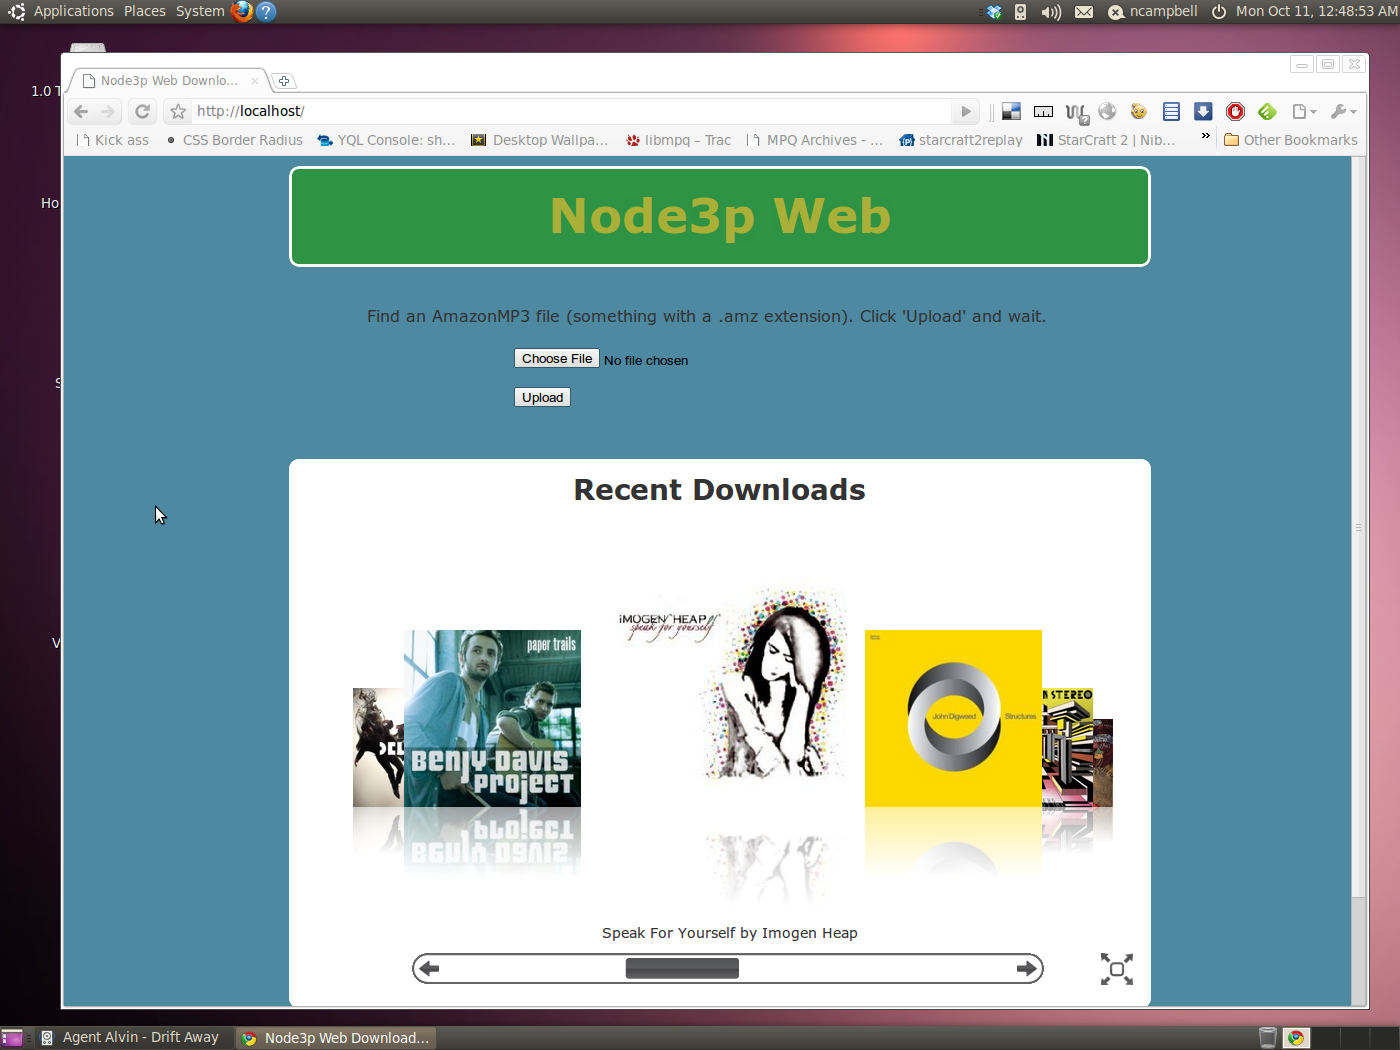 Applications Places System
ncampbell Mon Oct 11, 12:48:53 AM
Node3p Web Downlo...
1.0 T
http://localhost/
Kick ass CSS Border Radius YQL Console: sh... Desktop Wallpa... libmpq – Trac MPQ Archives - ... starcraft2replay StarCraft 2 | Nib... » Other Bookmarks
Ho
Node3p Web
Find an AmazonMP3 file (something with a .amz extension). Click 'Upload' and wait.
Choose File No file chosen
S
Upload
Recent Downloads
IMOGEN HEAP
speak for yourself
paper trails
V
N STEREO
John Digweed Structures
DEL
BENJY DAVIS
PROJECT
Speak For Yourself by Imogen Heap
Agent Alvin - Drift Away Node3p Web Download...